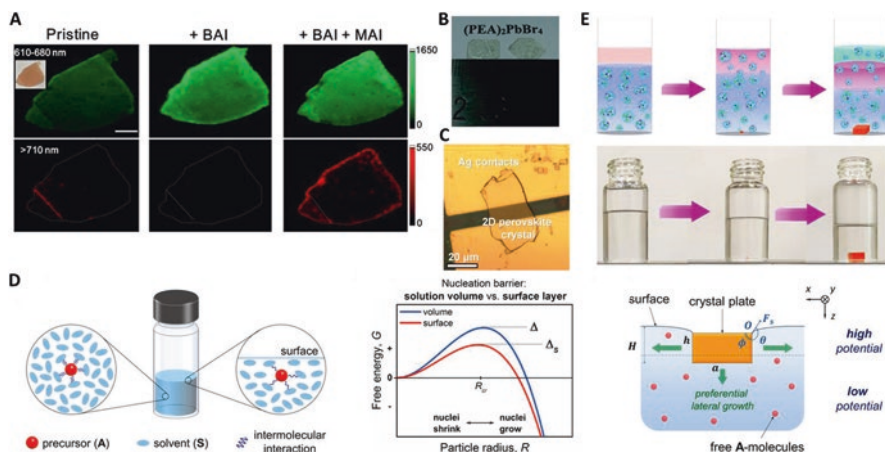 A
Pristine
+ BAI
+ BAI + MAI
610-680 nm
1650
0
>710 nm
550
0
B
(PEA)₂PbBr₄
2
C
Ag contacts
2D perovskite
crystal
20 µm
D
surface
precursor (A)
solvent (S)
intermolecular
interaction
Nucleation barrier:
solution volume vs. surface layer
volume
surface
Δ
Δs
Free energy, G
+
0
-
Rcr
nuclei
shrink
nuclei
grow
Particle radius, R
E
surface
crystal plate
x
y
z
H
h
O
Fs
ϕ
θ
a
high
potential
preferential
lateral growth
low
potential
free A-molecules